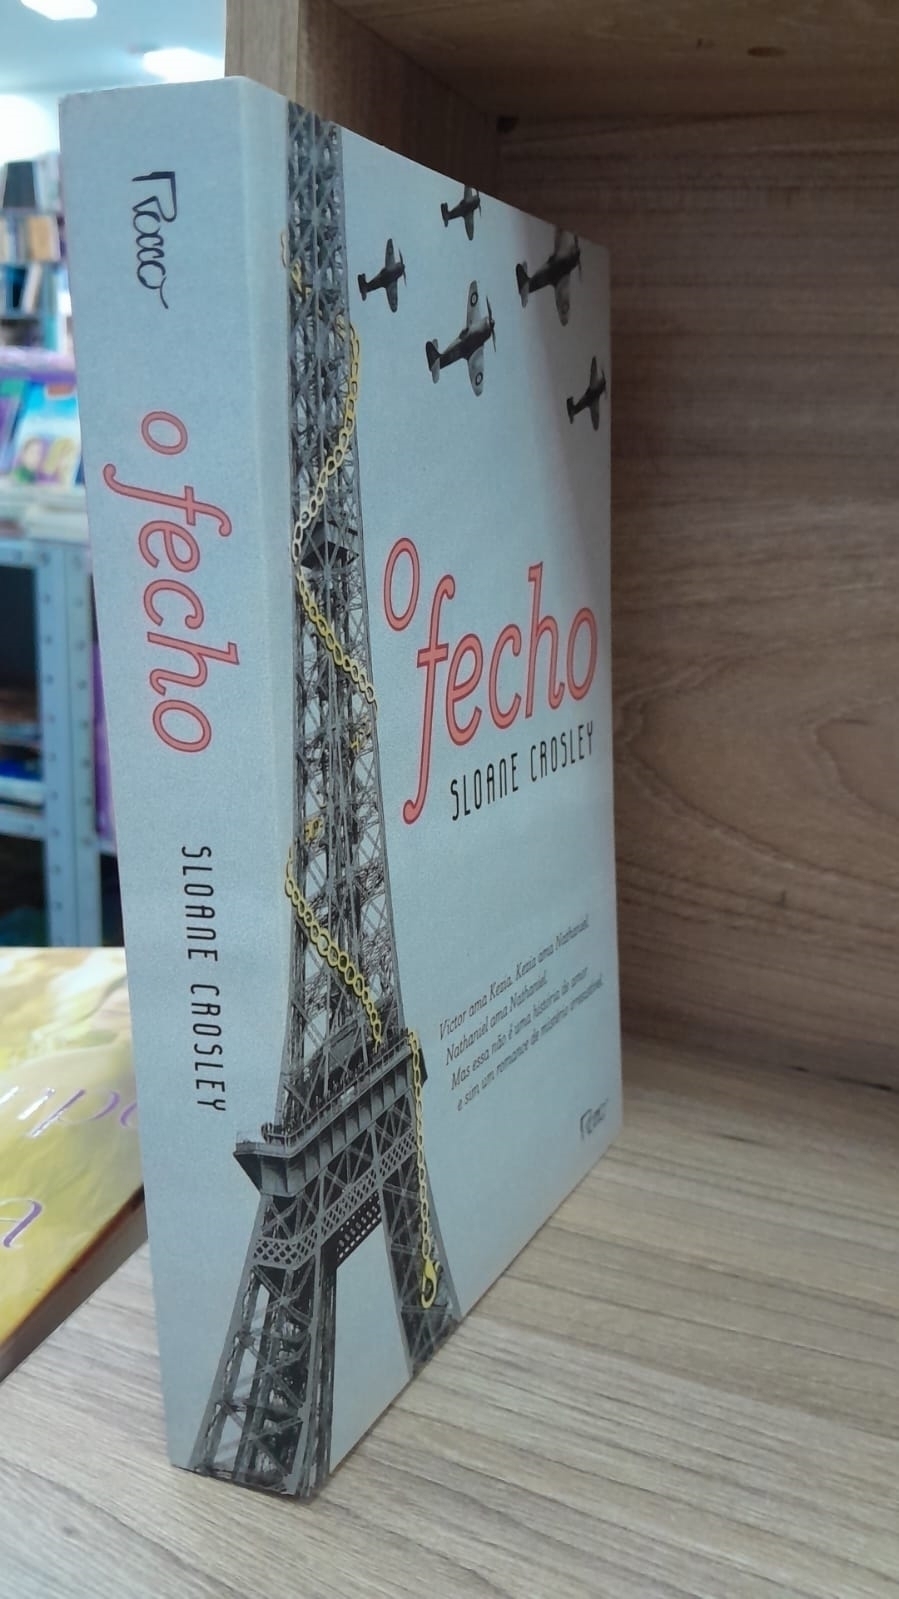 Rocco
o fecho
SLOANE CROSLEY
o
fecho
SLOANE CROSLEY
Victor ama Kezia. Kezia ama Nathaniel.
Nathaniel ama Nathaniel.
Mas essa não é uma história de amor
e sim um romance de mistério irresistível.
Rocco